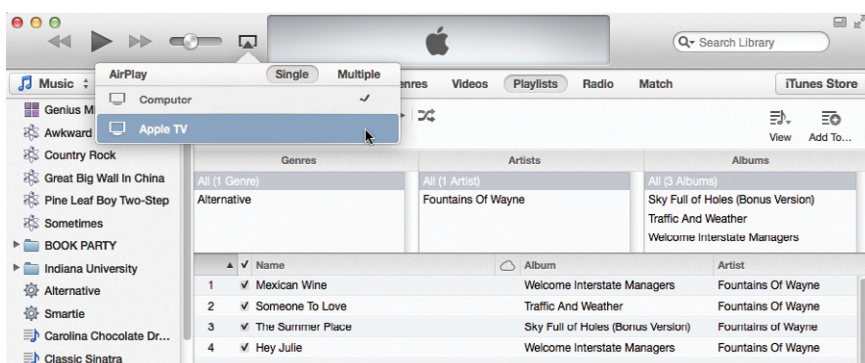 Search Library
Music
AirPlay Single Multiple
Computer
Apple TV
Videos Playlists Radio Match iTunes Store
Genius
Awkward
Country Rock
Great Big Wall In China
Pine Leaf Boy Two-Step
Sometimes
BOOK PARTY
Indiana University
Alternative
Smartie
Carolina Chocolate Dr...
Classic Sinatra
View Add To...
Genres Artists Albums
All (1 Genre) All (1 Artist) All (3 Albums)
Alternative Fountains Of Wayne Sky Full of Holes (Bonus Version)
Traffic And Weather
Welcome Interstate Managers
Name Album Artist
1 Mexican Wine Welcome Interstate Managers Fountains Of Wayne
2 Someone To Love Traffic And Weather Fountains Of Wayne
3 The Summer Place Sky Full of Holes (Bonus Version) Fountains of Wayne
4 Hey Julie Welcome Interstate Managers Fountains Of Wayne